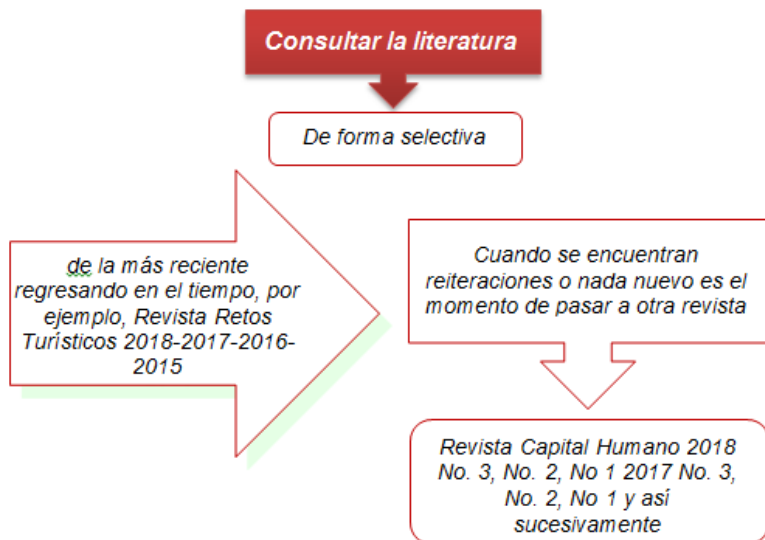 Consultar la literatura
De forma selectiva
de la más reciente
regresando en el tiempo, por
ejemplo, Revista Retos
Turísticos 2018-2017-2016-
2015
Cuando se encuentran
reiteraciones o nada nuevo es el
momento de pasar a otra revista
Revista Capital Humano 2018
No. 3, No. 2, No 1 2017 No. 3,
No. 2, No 1 y así
sucesivamente